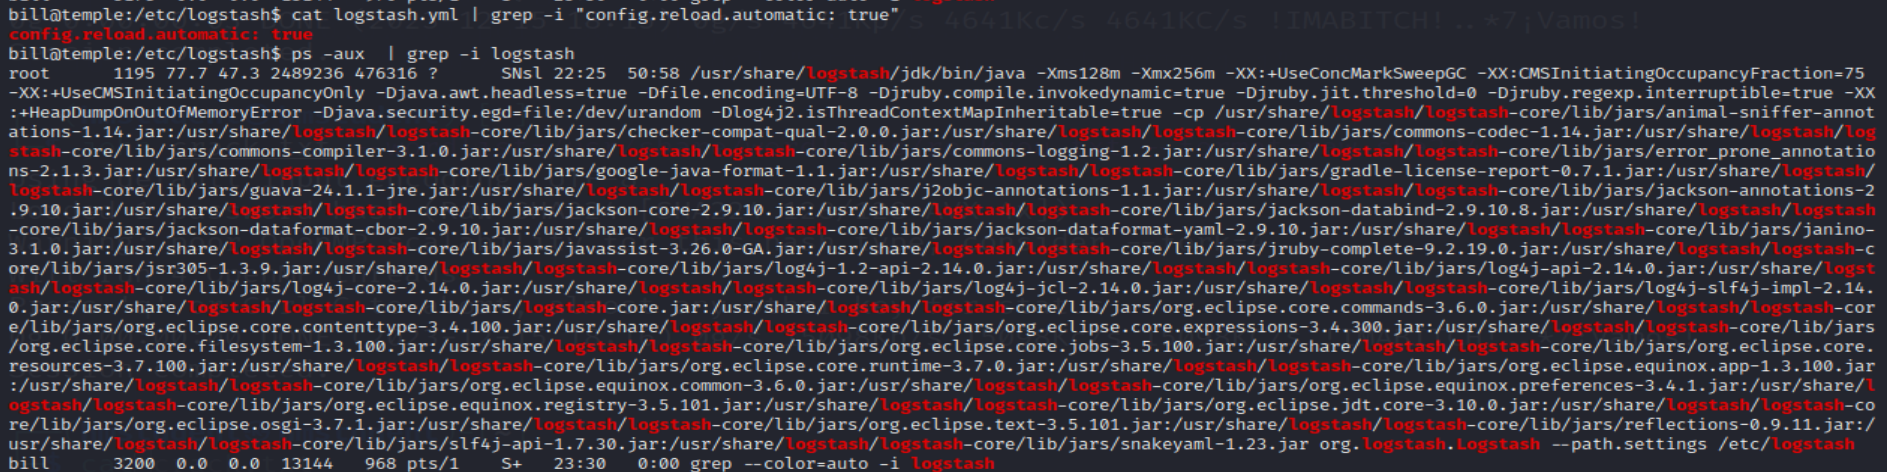 bill@temple:/etc/logstash$ cat logstash.yml | grep -i "config.reload.automatic: true"
config.reload.automatic: true
bill@temple:/etc/logstash$ ps -aux  | grep -i logstash
root      1195 77.7 47.3 2489236 476316 ?      SNsl 22:25  50:58 /usr/share/logstash/jdk/bin/java -Xms128m -Xmx256m -XX:+UseConcMarkSweepGC -XX:CMSInitiatingOccupancyFraction=75
-XX:+UseCMSInitiatingOccupancyOnly -Djava.awt.headless=true -Dfile.encoding=UTF-8 -Djruby.compile.invokedynamic=true -Djruby.jit.threshold=0 -Djruby.regexp.interruptible=true -XX
:+HeapDumpOnOutOfMemoryError -Djava.security.egd=file:/dev/urandom -Dlog4j2.isThreadContextMapInheritable=true -cp /usr/share/logstash/logstash-core/lib/jars/animal-sniffer-annot
ations-1.14.jar:/usr/share/logstash/logstash-core/lib/jars/checker-compat-qual-2.0.0.jar:/usr/share/logstash/logstash-core/lib/jars/commons-codec-1.14.jar:/usr/share/logstash/log
stash-core/lib/jars/commons-compiler-3.1.0.jar:/usr/share/logstash/logstash-core/lib/jars/commons-logging-1.2.jar:/usr/share/logstash/logstash-core/lib/jars/error_prone_annotatio
ns-2.1.3.jar:/usr/share/logstash/logstash-core/lib/jars/google-java-format-1.1.jar:/usr/share/logstash/logstash-core/lib/jars/gradle-license-report-0.7.1.jar:/usr/share/logstash/
logstash-core/lib/jars/guava-24.1.1-jre.jar:/usr/share/logstash/logstash-core/lib/jars/j2objc-annotations-1.1.jar:/usr/share/logstash/logstash-core/lib/jars/jackson-annotations-2
.9.10.jar:/usr/share/logstash/logstash-core/lib/jars/jackson-core-2.9.10.jar:/usr/share/logstash/logstash-core/lib/jars/jackson-databind-2.9.10.8.jar:/usr/share/logstash/logstash
-core/lib/jars/jackson-dataformat-cbor-2.9.10.jar:/usr/share/logstash/logstash-core/lib/jars/jackson-dataformat-yaml-2.9.10.jar:/usr/share/logstash/logstash-core/lib/jars/janino-
3.1.0.jar:/usr/share/logstash/logstash-core/lib/jars/javassist-3.26.0-GA.jar:/usr/share/logstash/logstash-core/lib/jars/jruby-complete-9.2.19.0.jar:/usr/share/logstash/logstash-c
ore/lib/jars/jsr305-1.3.9.jar:/usr/share/logstash/logstash-core/lib/jars/log4j-1.2-api-2.14.0.jar:/usr/share/logstash/logstash-core/lib/jars/log4j-api-2.14.0.jar:/usr/share/logst
ash/logstash-core/lib/jars/log4j-core-2.14.0.jar:/usr/share/logstash/logstash-core/lib/jars/log4j-jcl-2.14.0.jar:/usr/share/logstash/logstash-core/lib/jars/log4j-slf4j-impl-2.14.
0.jar:/usr/share/logstash/logstash-core/lib/jars/logstash-core.jar:/usr/share/logstash/logstash-core/lib/jars/org.eclipse.core.commands-3.6.0.jar:/usr/share/logstash/logstash-cor
e/lib/jars/org.eclipse.core.contenttype-3.4.100.jar:/usr/share/logstash/logstash-core/lib/jars/org.eclipse.core.expressions-3.4.300.jar:/usr/share/logstash/logstash-core/lib/jars
/org.eclipse.core.filesystem-1.3.100.jar:/usr/share/logstash/logstash-core/lib/jars/org.eclipse.core.jobs-3.5.100.jar:/usr/share/logstash/logstash-core/lib/jars/org.eclipse.core.
resources-3.7.100.jar:/usr/share/logstash/logstash-core/lib/jars/org.eclipse.core.runtime-3.7.0.jar:/usr/share/logstash/logstash-core/lib/jars/org.eclipse.equinox.app-1.3.100.jar
:/usr/share/logstash/logstash-core/lib/jars/org.eclipse.equinox.common-3.6.0.jar:/usr/share/logstash/logstash-core/lib/jars/org.eclipse.equinox.preferences-3.4.1.jar:/usr/share/l
ogstash/logstash-core/lib/jars/org.eclipse.equinox.registry-3.5.101.jar:/usr/share/logstash/logstash-core/lib/jars/org.eclipse.jdt.core-3.10.0.jar:/usr/share/logstash/logstash-co
re/lib/jars/org.eclipse.osgi-3.7.1.jar:/usr/share/logstash/logstash-core/lib/jars/org.eclipse.text-3.5.101.jar:/usr/share/logstash/logstash-core/lib/jars/reflections-0.9.11.jar:/
usr/share/logstash/logstash-core/lib/jars/slf4j-api-1.7.30.jar:/usr/share/logstash/logstash-core/lib/jars/snakeyaml-1.23.jar org.logstash.Logstash --path.settings /etc/logstash
bill      3200  0.0  0.0  13144   968 pts/1    S+   23:30   0:00 grep --color=auto -i logstash